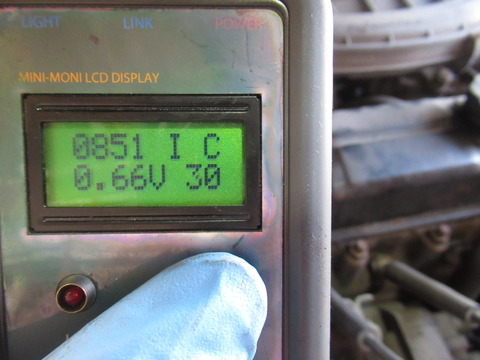 LIGHT LINK POWER
MINI-MONI LCD DISPLAY
0851 I C
0.66V 30